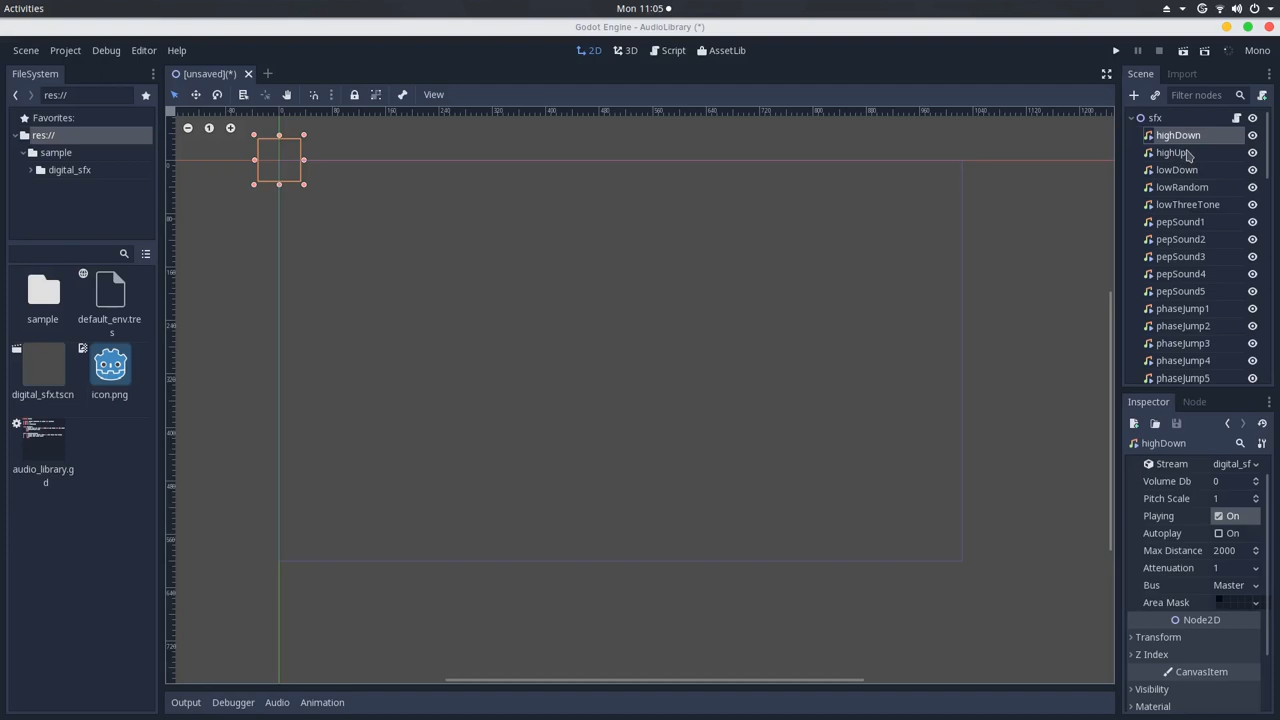 Activities
Mon 11:05
Godot Engine - AudioLibrary (*)
Scene Project Debug Editor Help
2D 3D Script AssetLib
Mono
FileSystem
[unsaved](*)
Scene Import
res://
View
Filter nodes
Favorites:
res://
sample
digital_sfx
sample
default_env.tre
s
digital_sfx.tscn
icon.png
audio_library.g
d
sfx
highDown
highUp
lowDown
lowRandom
lowThreeTone
pepSound1
pepSound2
pepSound3
pepSound4
pepSound5
phaseJump1
phaseJump2
phaseJump3
phaseJump4
phaseJump5
Inspector Node
highDown
Stream digital_sf
Volume Db 0
Pitch Scale 1
Playing On
Autoplay On
Max Distance 2000
Attenuation 1
Bus Master
Area Mask
Node2D
Transform
Z Index
CanvasItem
Visibility
Material
Output Debugger Audio Animation